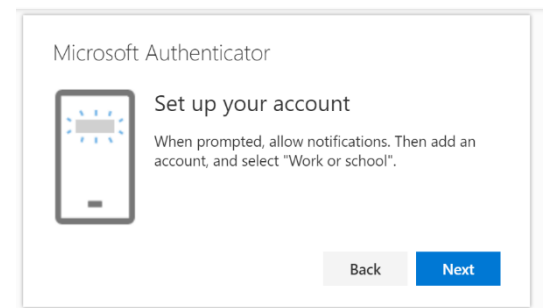 Microsoft Authenticator
Set up your account
When prompted, allow notifications. Then add an
account, and select "Work or school".
Back Next